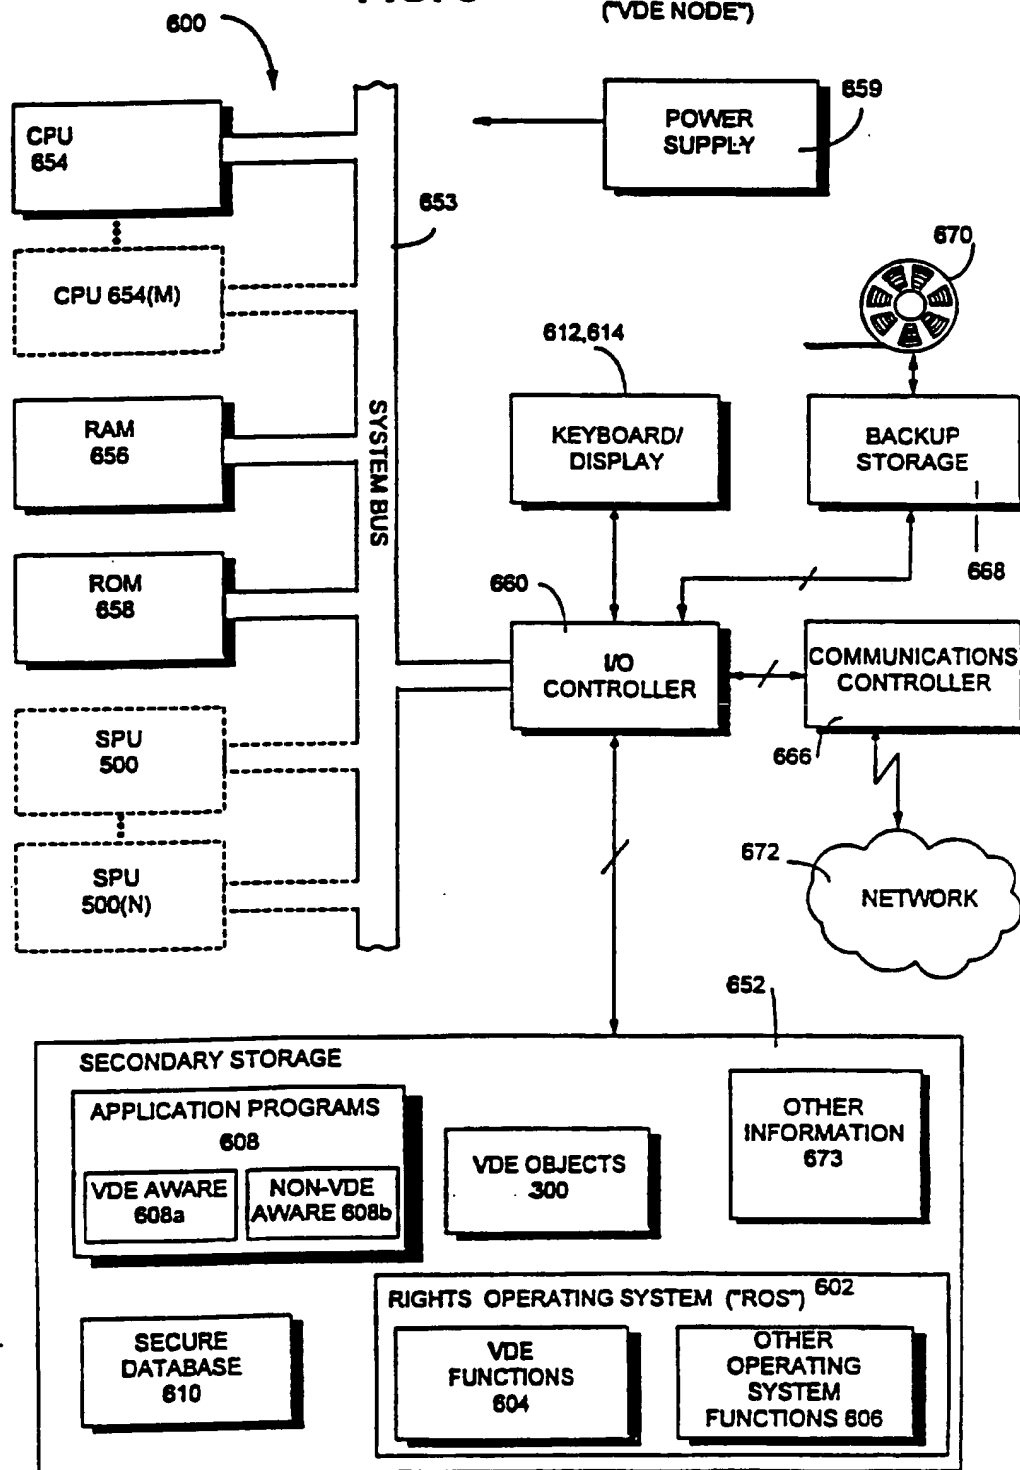 ("VDE NODE")
600
CPU
654
POWER
SUPPLY
659
653
CPU 654(M)
670
612,614
RAM
656
SYSTEM BUS
KEYBOARD/
DISPLAY
BACKUP
STORAGE
668
ROM
658
660
I/O
CONTROLLER
COMMUNICATIONS
CONTROLLER
666
SPU
500
SPU
500(N)
672
NETWORK
652
SECONDARY STORAGE
APPLICATION PROGRAMS
608
VDE AWARE
608a
NON-VDE
AWARE 608b
VDE OBJECTS
300
OTHER
INFORMATION
673
RIGHTS OPERATING SYSTEM ("ROS") 602
SECURE
DATABASE
610
VDE
FUNCTIONS
604
OTHER
OPERATING
SYSTEM
FUNCTIONS 606